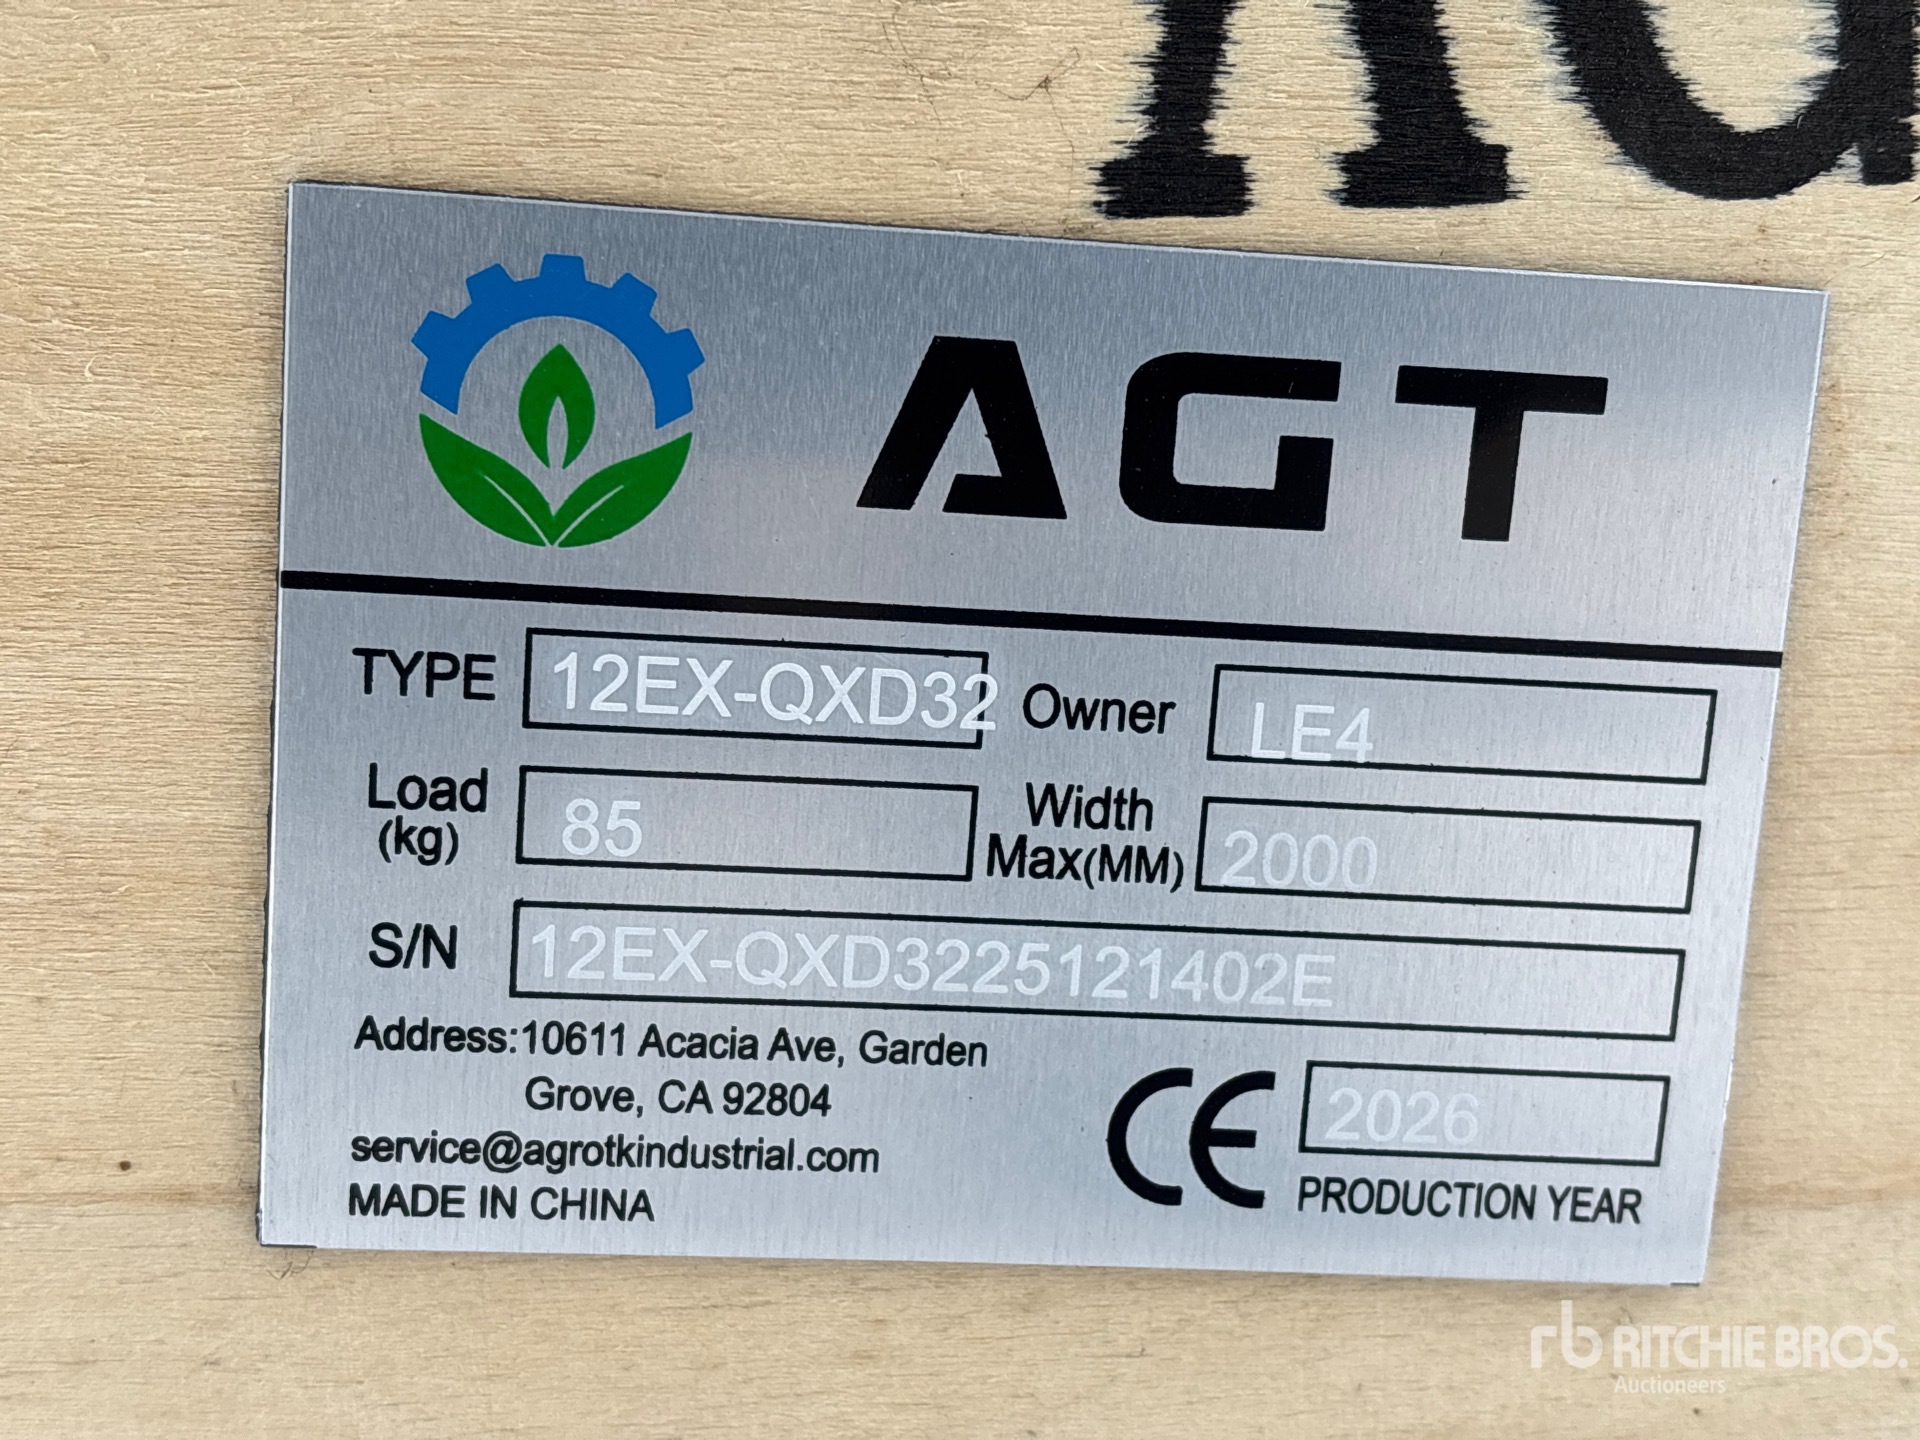 AGT
TYPE 12EX-QXD32 Owner LE4
Load (kg) 85 Width Max(MM) 2000
S/N 12EX-QXD3225121402E
Address:10611 Acacia Ave, Garden
Grove, CA 92804
service@agrotkindustrial.com
MADE IN CHINA
CE 2026
PRODUCTION YEAR
rb RITCHIE BROS.
Auctioneers